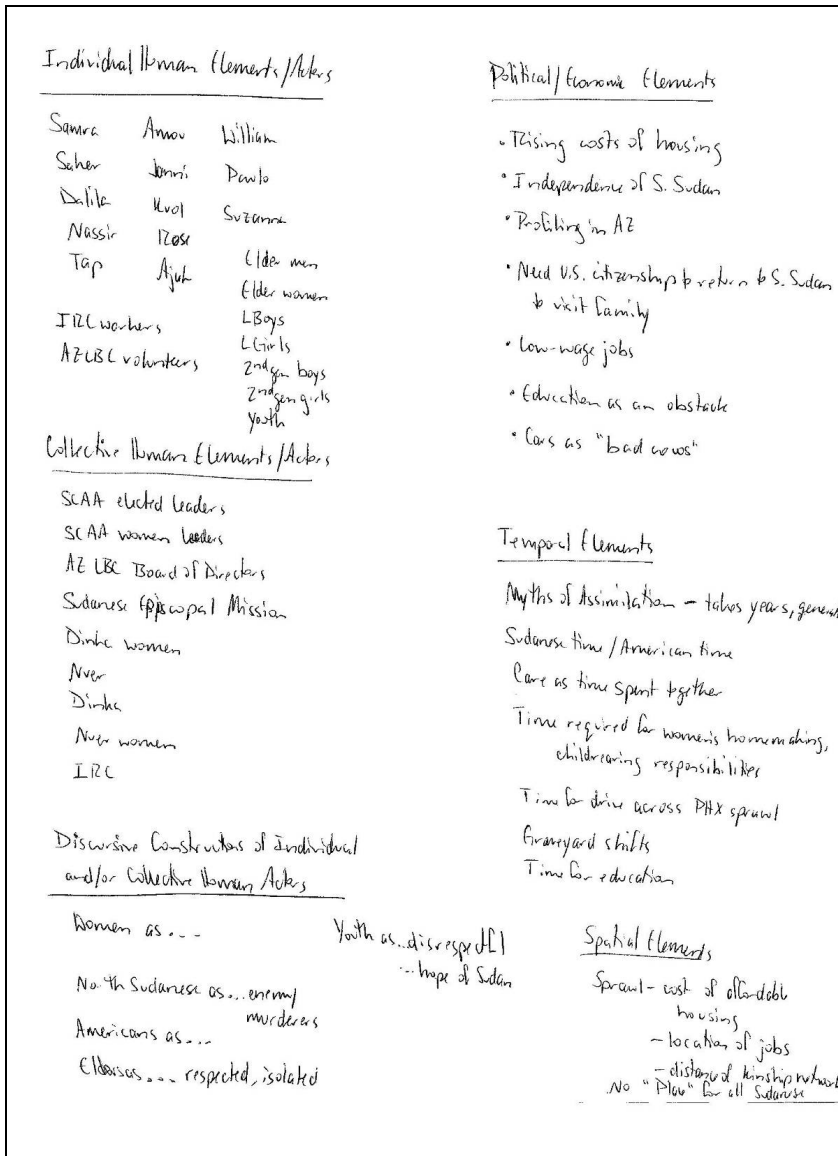 Individual Human Elements/Actors
Samra Amou William
Saher Jonni Paulo
Dalila Kuol Suzanna
Nassir Rose
Tap Ajub Elder men
Elder women
IRC workers LBoys
AZLBC volunteers LGirls
2nd gen boys
2nd gen girls
Youth
Collective Human Elements/Actors
SCAA elected leaders
SCAA women leaders
AZ LBC Board of Directors
Sudanese Episcopal Mission
Dinka women
Nuer
Dinka
Nuer women
IRC
Discursive Constructors of Individual
and/or Collective Human Actors
Women as...
North Sudanese as... enemy
murderers
Americans as...
Elders as... respected, isolated
Youth as... disrespectful
... hope of Sudan
Political/Economic Elements
• Rising costs of housing
• Independence of S. Sudan
• Profiling in AZ
• Need U.S. citizenship to return to S. Sudan
to visit family
• Low-wage jobs
• Education as an obstacle
• Cars as "bad cows"
Temporal Elements
Myths of Assimilation - takes years, generat
Sudanese time / American time
Care as time spent together
Time required for women's homemaking,
childrearing responsibilities
Time to drive across PHX sprawl
Graveyard shifts
Time for education
Spatial Elements
Sprawl - cost of affordable
housing
- location of jobs
- distance of kinship network
No "Place" for all Sudanese